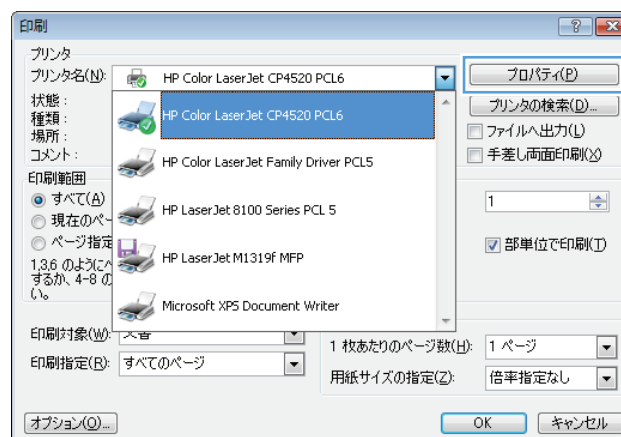 印刷
プリンタ
プリンタ名(N): HP Color LaserJet CP4520 PCL6 プロパティ(P)
状態 : HP Color LaserJet CP4520 PCL6 プリンタの検索(D)...
種類 :
場所 : ファイルへ出力(L)
コメント : HP Color LaserJet Family Driver PCL5 手差し両面印刷(X)
印刷範囲
すべて(A) HP LaserJet 8100 Series PCL 5 1
現在のペー
ページ指定 HP LaserJet M1319f MFP 部単位で印刷(T)
1,3,6 のように
するか、4-8 の
い。 Microsoft XPS Document Writer
印刷対象(W):
1 枚あたりのページ数(H): 1 ページ
印刷指定(R): すべてのページ
用紙サイズの指定(Z): 倍率指定なし
オプション(O)... OK キャンセル